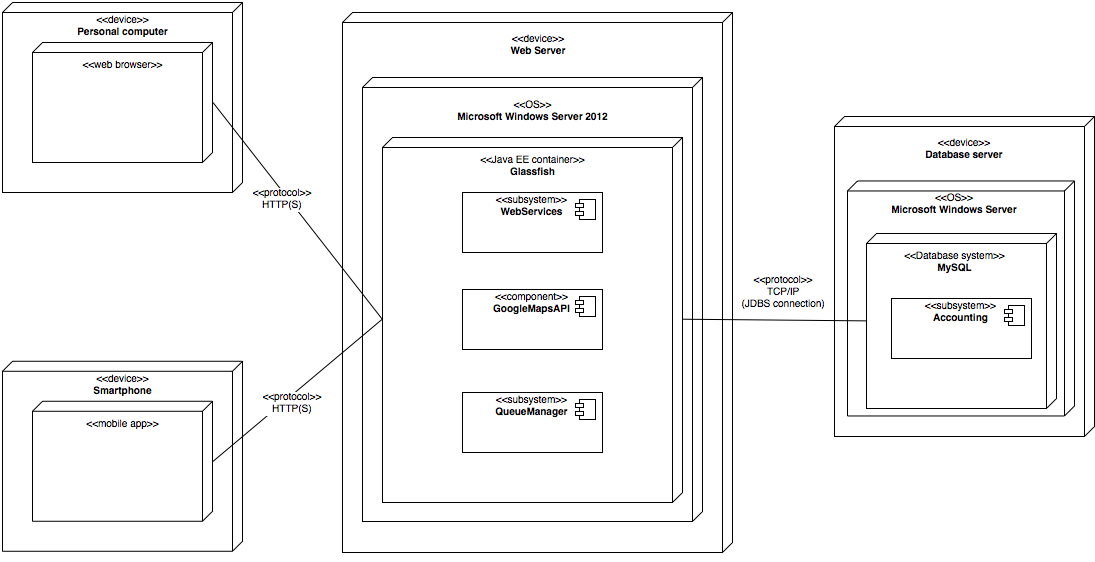 <<device>>
Personal computer
<<web browser>>
<<protocol>>
HTTP(S)
<<device>>
Smartphone
<<mobile app>>
<<protocol>>
HTTP(S)
<<device>>
Web Server
<<OS>>
Microsoft Windows Server 2012
<<Java EE container>>
Glassfish
<<subsystem>>
WebServices
<<component>>
GoogleMapsAPI
<<subsystem>>
QueueManager
<<protocol>>
TCP/IP
(JDBS connection)
<<device>>
Database server
<<OS>>
Microsoft Windows Server
<<Database system>>
MySQL
<<subsystem>>
Accounting